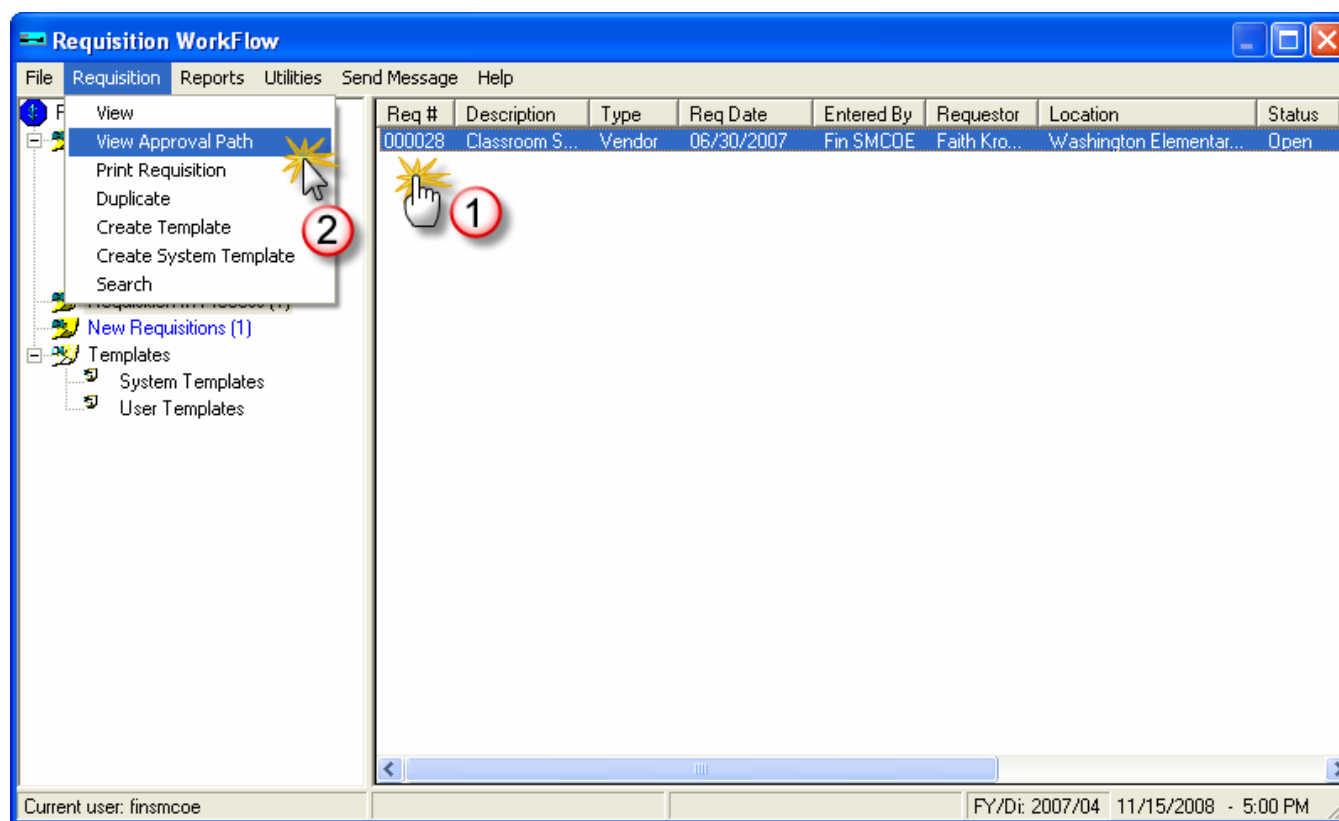 Requisition WorkFlow
File Requisition Reports Utilities Send Message Help
View
View Approval Path
Print Requisition
Duplicate
Create Template
Create System Template
Search
New Requisitions (1)
Templates
System Templates
User Templates
Req # Description Type Req Date Entered By Requestor Location Status
000028 Classroom S... Vendor 06/30/2007 Fin SMCOE Faith Kro... Washington Elementar... Open
1
2
Current user: finsmcoe FY/Di: 2007/04 11/15/2008 - 5:00 PM